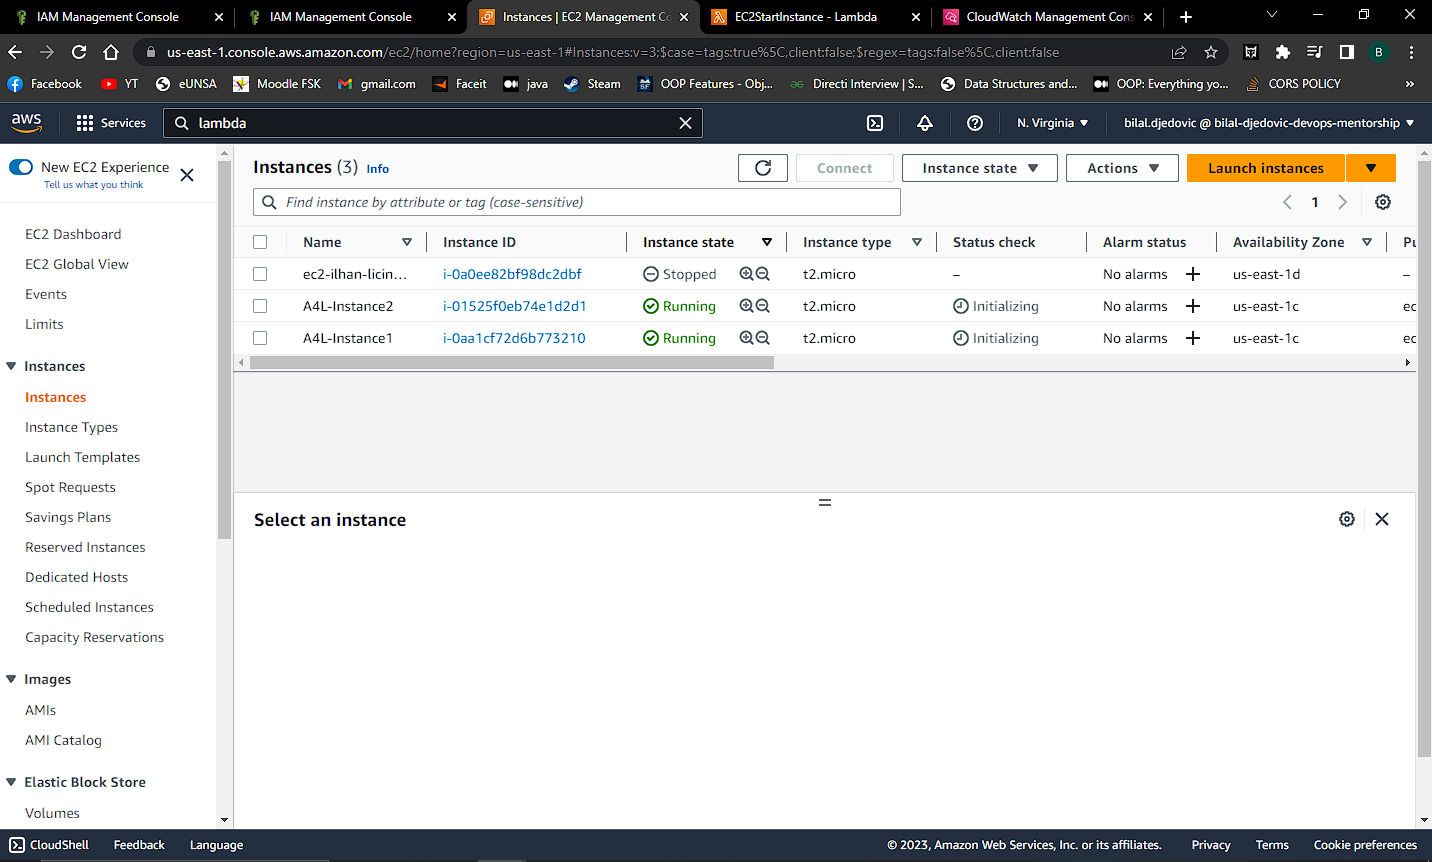 IAM Management Console
IAM Management Console
Instances | EC2 Management Co
EC2StartInstance - Lambda
CloudWatch Management Cons
us-east-1.console.aws.amazon.com/ec2/home?region=us-east-1#Instances:v=3;$case=tags:true%5C,client:false;$regex=tags:false%5C,client:false
B
Facebook
YT
eUNSA
Moodle FSK
gmail.com
Faceit
java
Steam
OOP Features - Obj...
Directi Interview | S...
Data Structures and...
OOP: Everything yo...
CORS POLICY
»
aws
Services
lambda
N. Virginia
bilal.djedovic @ bilal-djedovic-devops-mentorship
New EC2 Experience
Tell us what you think
EC2 Dashboard
EC2 Global View
Events
Limits
Instances
Instances
Instance Types
Launch Templates
Spot Requests
Savings Plans
Reserved Instances
Dedicated Hosts
Scheduled Instances
Capacity Reservations
Images
AMIs
AMI Catalog
Elastic Block Store
Volumes
Instances (3) Info
Connect
Instance state
Actions
Launch instances
Find instance by attribute or tag (case-sensitive)
1
Name Instance ID Instance state Instance type Status check Alarm status Availability Zone Pu
ec2-ilhan-licin... i-0a0ee82bf98dc2dbf Stopped t2.micro – No alarms + us-east-1d –
A4L-Instance2 i-01525f0eb74e1d2d1 Running t2.micro Initializing No alarms + us-east-1c ec
A4L-Instance1 i-0aa1cf72d6b773210 Running t2.micro Initializing No alarms + us-east-1c ec
Select an instance
CloudShell
Feedback
Language
© 2023, Amazon Web Services, Inc. or its affiliates.
Privacy
Terms
Cookie preferences